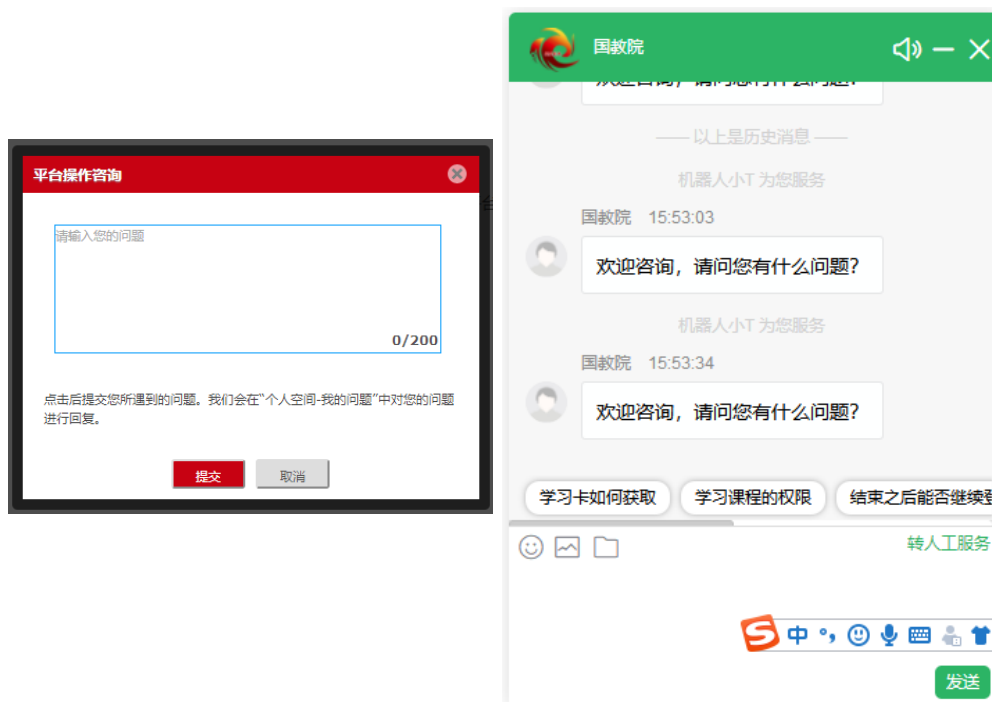 平台操作咨询
请输入您的问题
0/200
点击后提交您所遇到的问题。我们会在“个人空间-我的问题”中对您的问题
进行回复。
提交
取消
国教院
以上是历史消息
机器人小T 为您服务
国教院 15:53:03
欢迎咨询，请问您有什么问题?
机器人小T 为您服务
国教院 15:53:34
欢迎咨询，请问您有什么问题?
学习卡如何获取 学习课程的权限 结束之后能否继续登
转人工服务
中
发送